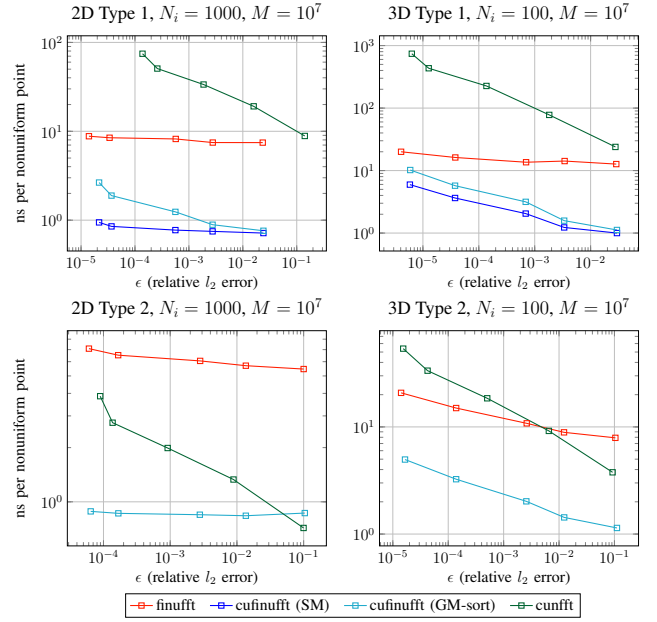 2D Type 1, $N_i = 1000$, $M = 10^7$
3D Type 1, $N_i = 100$, $M = 10^7$
ns per nonuniform point
10^2
10^1
10^0
10^3
10^2
10^1
10^0
10^{-5} 10^{-4} 10^{-3} 10^{-2} 10^{-1}
10^{-5} 10^{-4} 10^{-3} 10^{-2}
ϵ (relative l_2 error)
ϵ (relative l_2 error)
2D Type 2, $N_i = 1000$, $M = 10^7$
3D Type 2, $N_i = 100$, $M = 10^7$
ns per nonuniform point
10^0
10^1
10^0
10^{-4} 10^{-3} 10^{-2} 10^{-1}
10^{-5} 10^{-4} 10^{-3} 10^{-2} 10^{-1}
ϵ (relative l_2 error)
ϵ (relative l_2 error)
finufft cufinufft (SM) cufinufft (GM-sort) cunfft